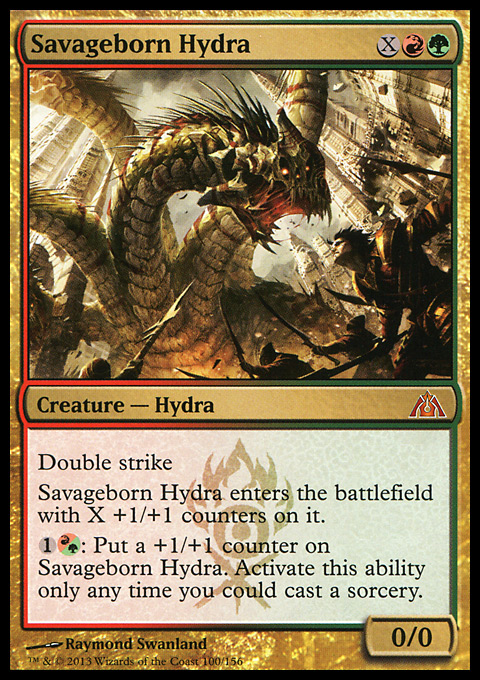 Savageborn Hydra X
Creature — Hydra
Double strike
Savageborn Hydra enters the battlefield
with X +1/+1 counters on it.
1: Put a +1/+1 counter on
Savageborn Hydra. Activate this ability
only any time you could cast a sorcery.
0/0
Raymond Swanland
™ & © 2013 Wizards of the Coast 100/156